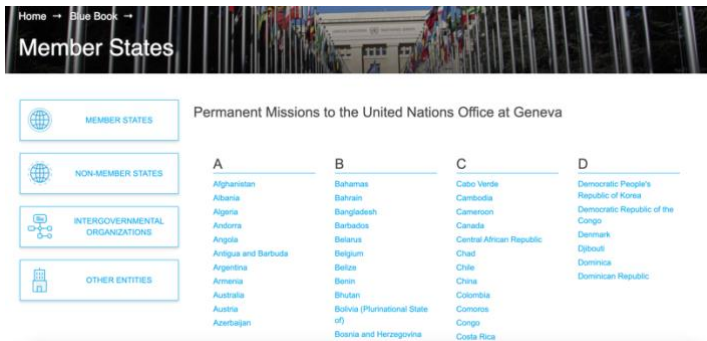 Home → Blue Book →
Member States
MEMBER STATES
NON-MEMBER STATES
INTERGOVERNMENTAL
ORGANIZATIONS
OTHER ENTITIES
Permanent Missions to the United Nations Office at Geneva
A
Afghanistan
Albania
Algeria
Andorra
Angola
Antigua and Barbuda
Argentina
Armenia
Australia
Austria
Azerbaijan
B
Bahamas
Bahrain
Bangladesh
Barbados
Belarus
Belgium
Belize
Benin
Bhutan
Bolivia (Plurinational State
of)
Bosnia and Herzegovina
C
Cabo Verde
Cambodia
Cameroon
Canada
Central African Republic
Chad
Chile
China
Colombia
Comoros
Congo
Costa Rica
D
Democratic People's
Republic of Korea
Democratic Republic of the
Congo
Denmark
Djibouti
Dominica
Dominican Republic